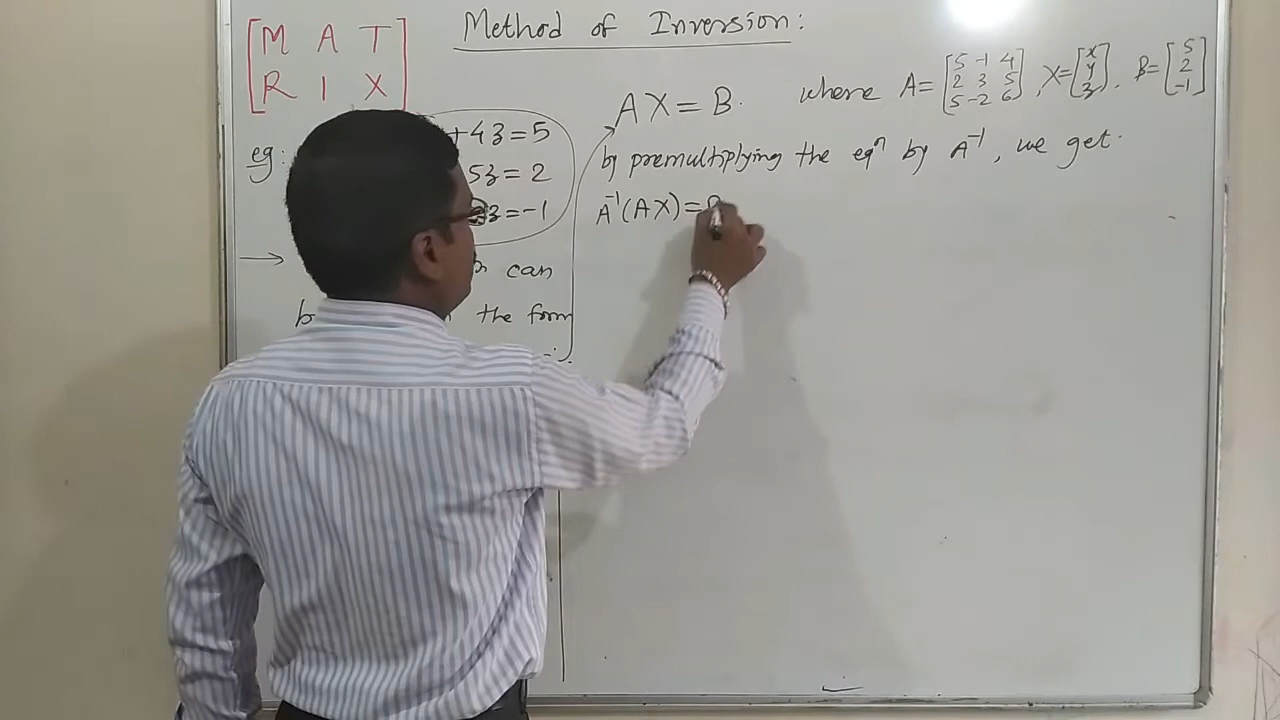 Method of Inversion:
M A T
R I X
eg:
+4z=5
5z=2
z=-1
can
the form
AX=B. where A=[5 -1 4 2 3 5 5 -2 6], X=[x y z], B=[5 2 -1]
by premultiplying the eqⁿ by A⁻¹, we get
A⁻¹(AX)=